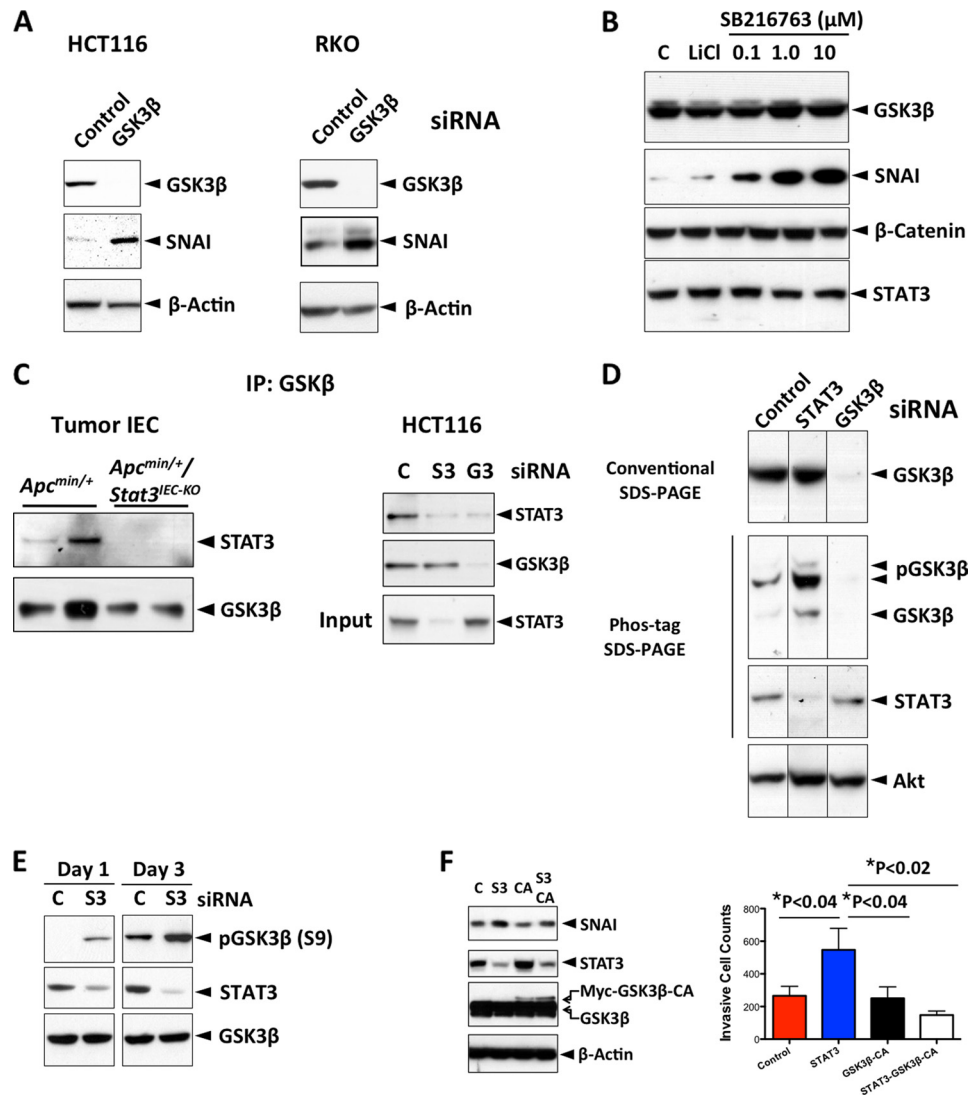 A
HCT116
RKO
Control
GSK3β
Control
GSK3β
siRNA
GSK3β
SNAI
β-Actin
GSK3β
SNAI
β-Actin
B
SB216763 (μM)
C LiCl 0.1 1.0 10
GSK3β
SNAI
β-Catenin
STAT3
C
IP: GSKβ
Tumor IEC
Apcmin/+
Apcmin/+/
Stat3IEC-KO
STAT3
GSK3β
HCT116
C S3 G3 siRNA
STAT3
GSK3β
Input
STAT3
D
Control
STAT3
GSK3β
siRNA
Conventional
SDS-PAGE
GSK3β
Phos-tag
SDS-PAGE
pGSK3β
GSK3β
STAT3
Akt
E
Day 1 Day 3
C S3 C S3 siRNA
pGSK3β (S9)
STAT3
GSK3β
F
C S3 CA S3
CA
SNAI
STAT3
Myc-GSK3β-CA
GSK3β
β-Actin
*P<0.02
*P<0.04 *P<0.04
Invasive Cell Counts
800
600
400
200
0
Control
STAT3
GSK3β-CA
STAT3-GSK3β-CA